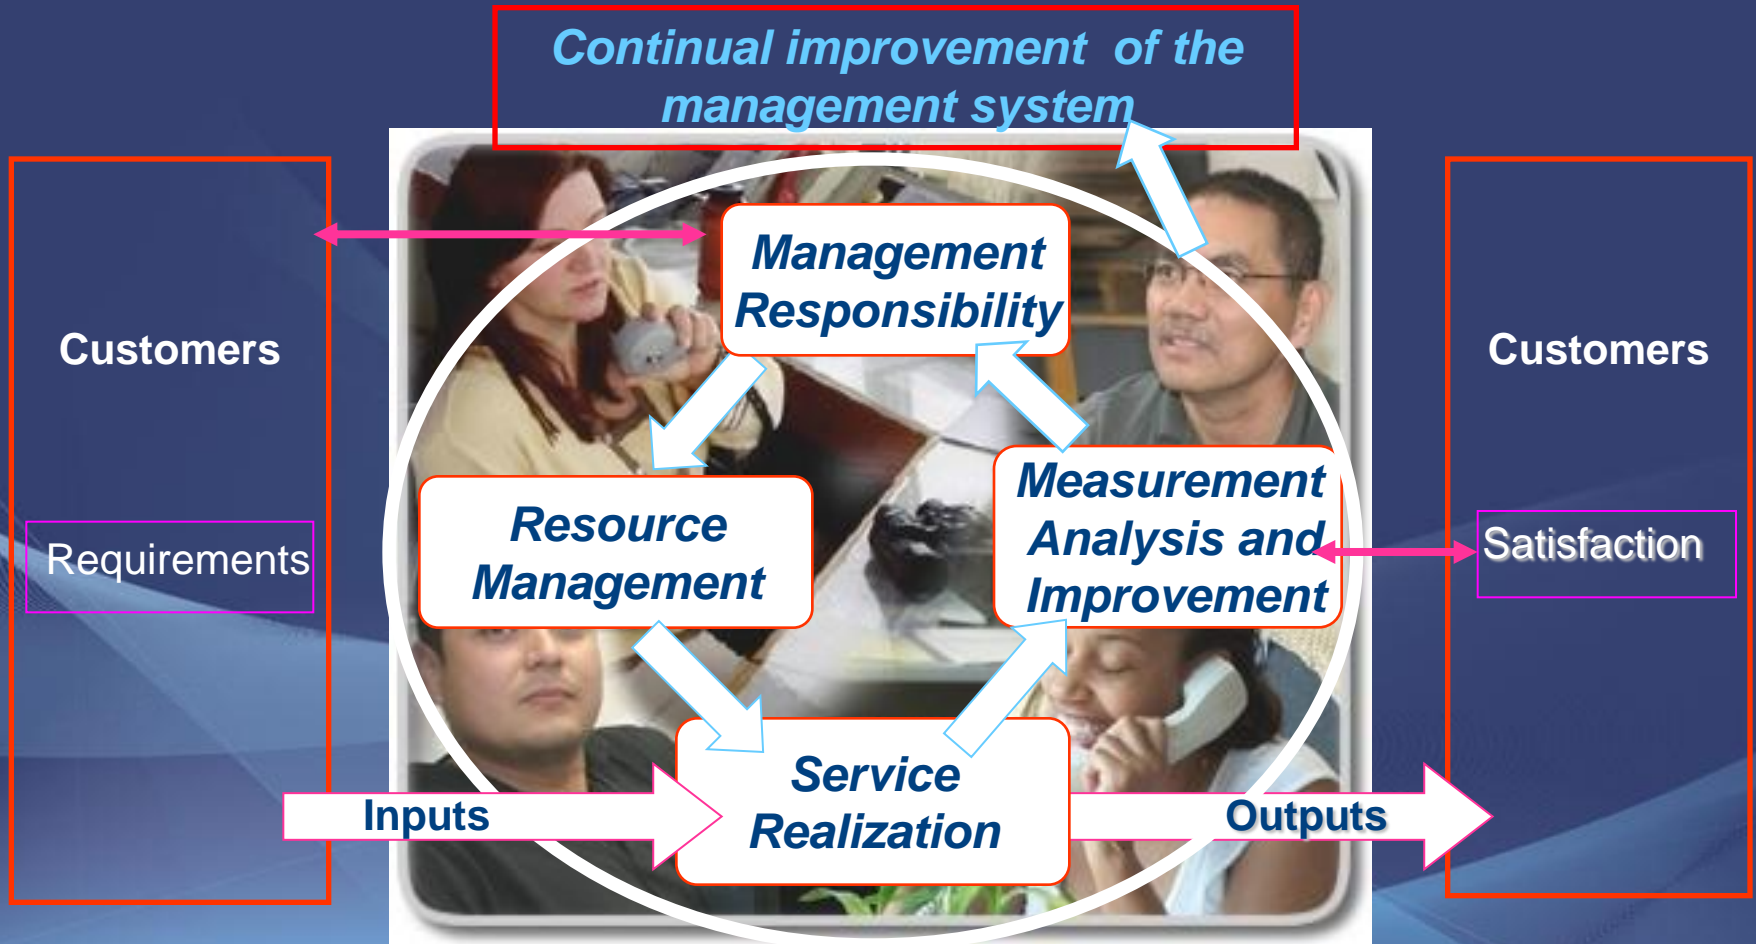 Continual improvement of the
management system
Customers
Requirements
Management
Responsibility
Resource
Management
Measurement
Analysis and
Improvement
Service
Realization
Inputs
Outputs
Customers
Satisfaction